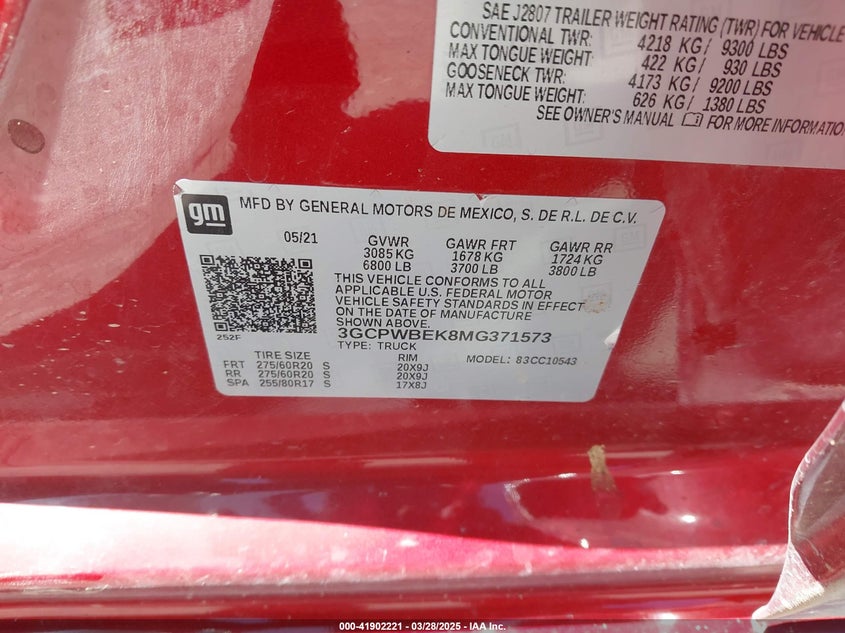 SAE J2807 TRAILER WEIGHT RATING (TWR) FOR VEHICLE
CONVENTIONAL TWR: 4218 KG / 9300 LBS
MAX TONGUE WEIGHT: 422 KG / 930 LBS
GOOSENECK TWR: 4173 KG / 9200 LBS
MAX TONGUE WEIGHT: 626 KG / 1380 LBS
SEE OWNER'S MANUAL FOR MORE INFORMATION
gm MFD BY GENERAL MOTORS DE MEXICO, S. DE R.L. DE C.V.
05/21 GVWR GAWR FRT GAWR RR
3085 KG 1678 KG 1724 KG
6800 LB 3700 LB 3800 LB
THIS VEHICLE CONFORMS TO ALL
APPLICABLE U.S. FEDERAL MOTOR
VEHICLE SAFETY STANDARDS IN EFFECT
ON THE DATE OF MANUFACTURE
SHOWN ABOVE
252F 3GCPWBEK8MG371573
TYPE: TRUCK MODEL: 83CC10543
TIRE SIZE RIM
FRT 275/60R20 S 20X9J
RR 275/60R20 S 20X9J
SPA 255/80R17 S 17X8J
000-41902221 - 03/28/2025 - IAA Inc.